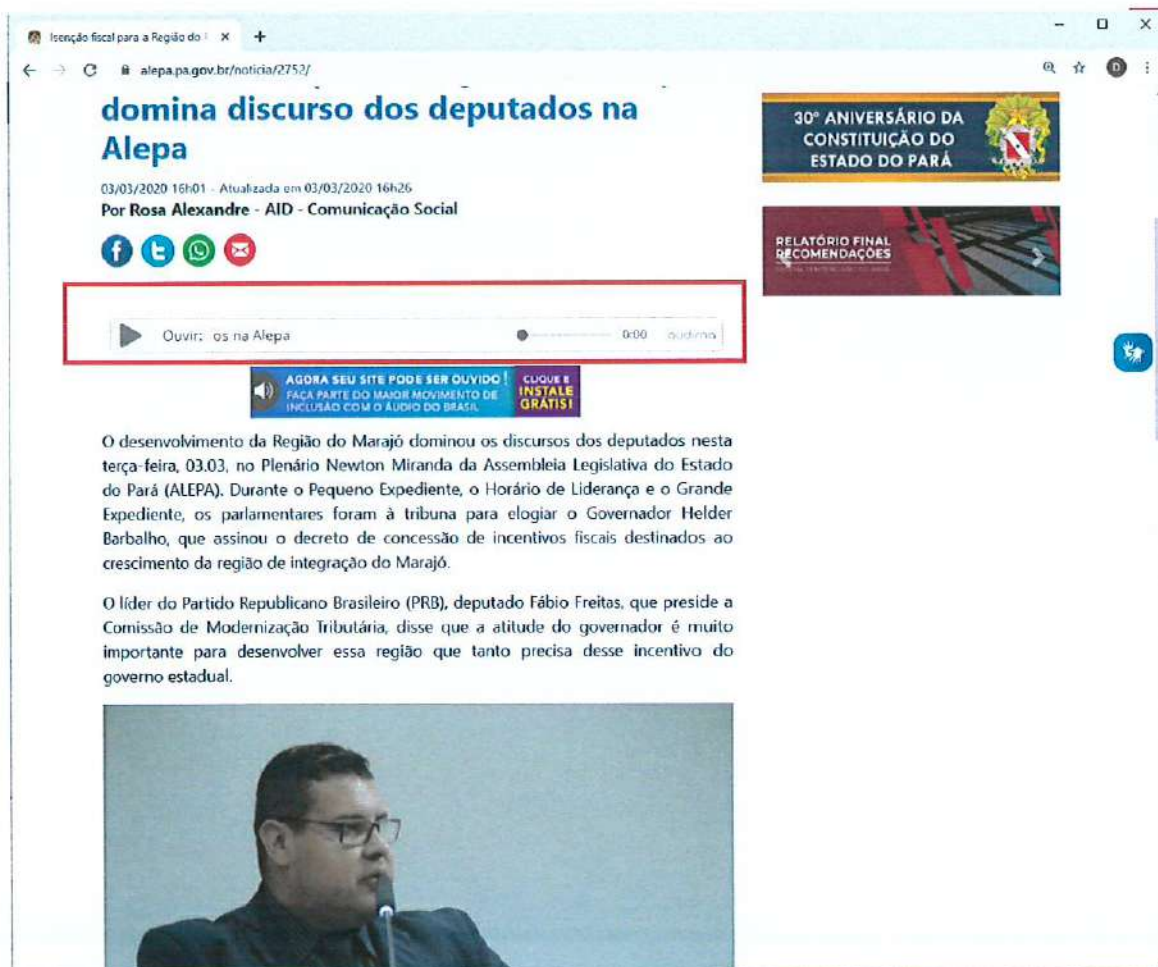 Isenção fiscal para a Região do
alepa.pa.gov.br/noticia/2752/
D
domina discurso dos deputados na
Alepa
03/03/2020 16h01 - Atualizada em 03/03/2020 16h26
Por Rosa Alexandre - AID - Comunicação Social
Ouvir: os na Alepa
0:00
audima
AGORA SEU SITE PODE SER OUVIDO!
FAÇA PARTE DO MAIOR MOVIMENTO DE
INCLUSÃO COM O ÁUDIO DO BRASIL
CLIQUE E
INSTALE
GRÁTIS!
O desenvolvimento da Região do Marajó dominou os discursos dos deputados nesta
terça-feira, 03.03, no Plenário Newton Miranda da Assembleia Legislativa do Estado
do Pará (ALEPA). Durante o Pequeno Expediente, o Horário de Liderança e o Grande
Expediente, os parlamentares foram à tribuna para elogiar o Governador Helder
Barbalho, que assinou o decreto de concessão de incentivos fiscais destinados ao
crescimento da região de integração do Marajó.
O líder do Partido Republicano Brasileiro (PRB), deputado Fábio Freitas, que preside a
Comissão de Modernização Tributária, disse que a atitude do governador é muito
importante para desenvolver essa região que tanto precisa desse incentivo do
governo estadual.
30º ANIVERSÁRIO DA
CONSTITUIÇÃO DO
ESTADO DO PARÁ
RELATÓRIO FINAL
RECOMENDAÇÕES